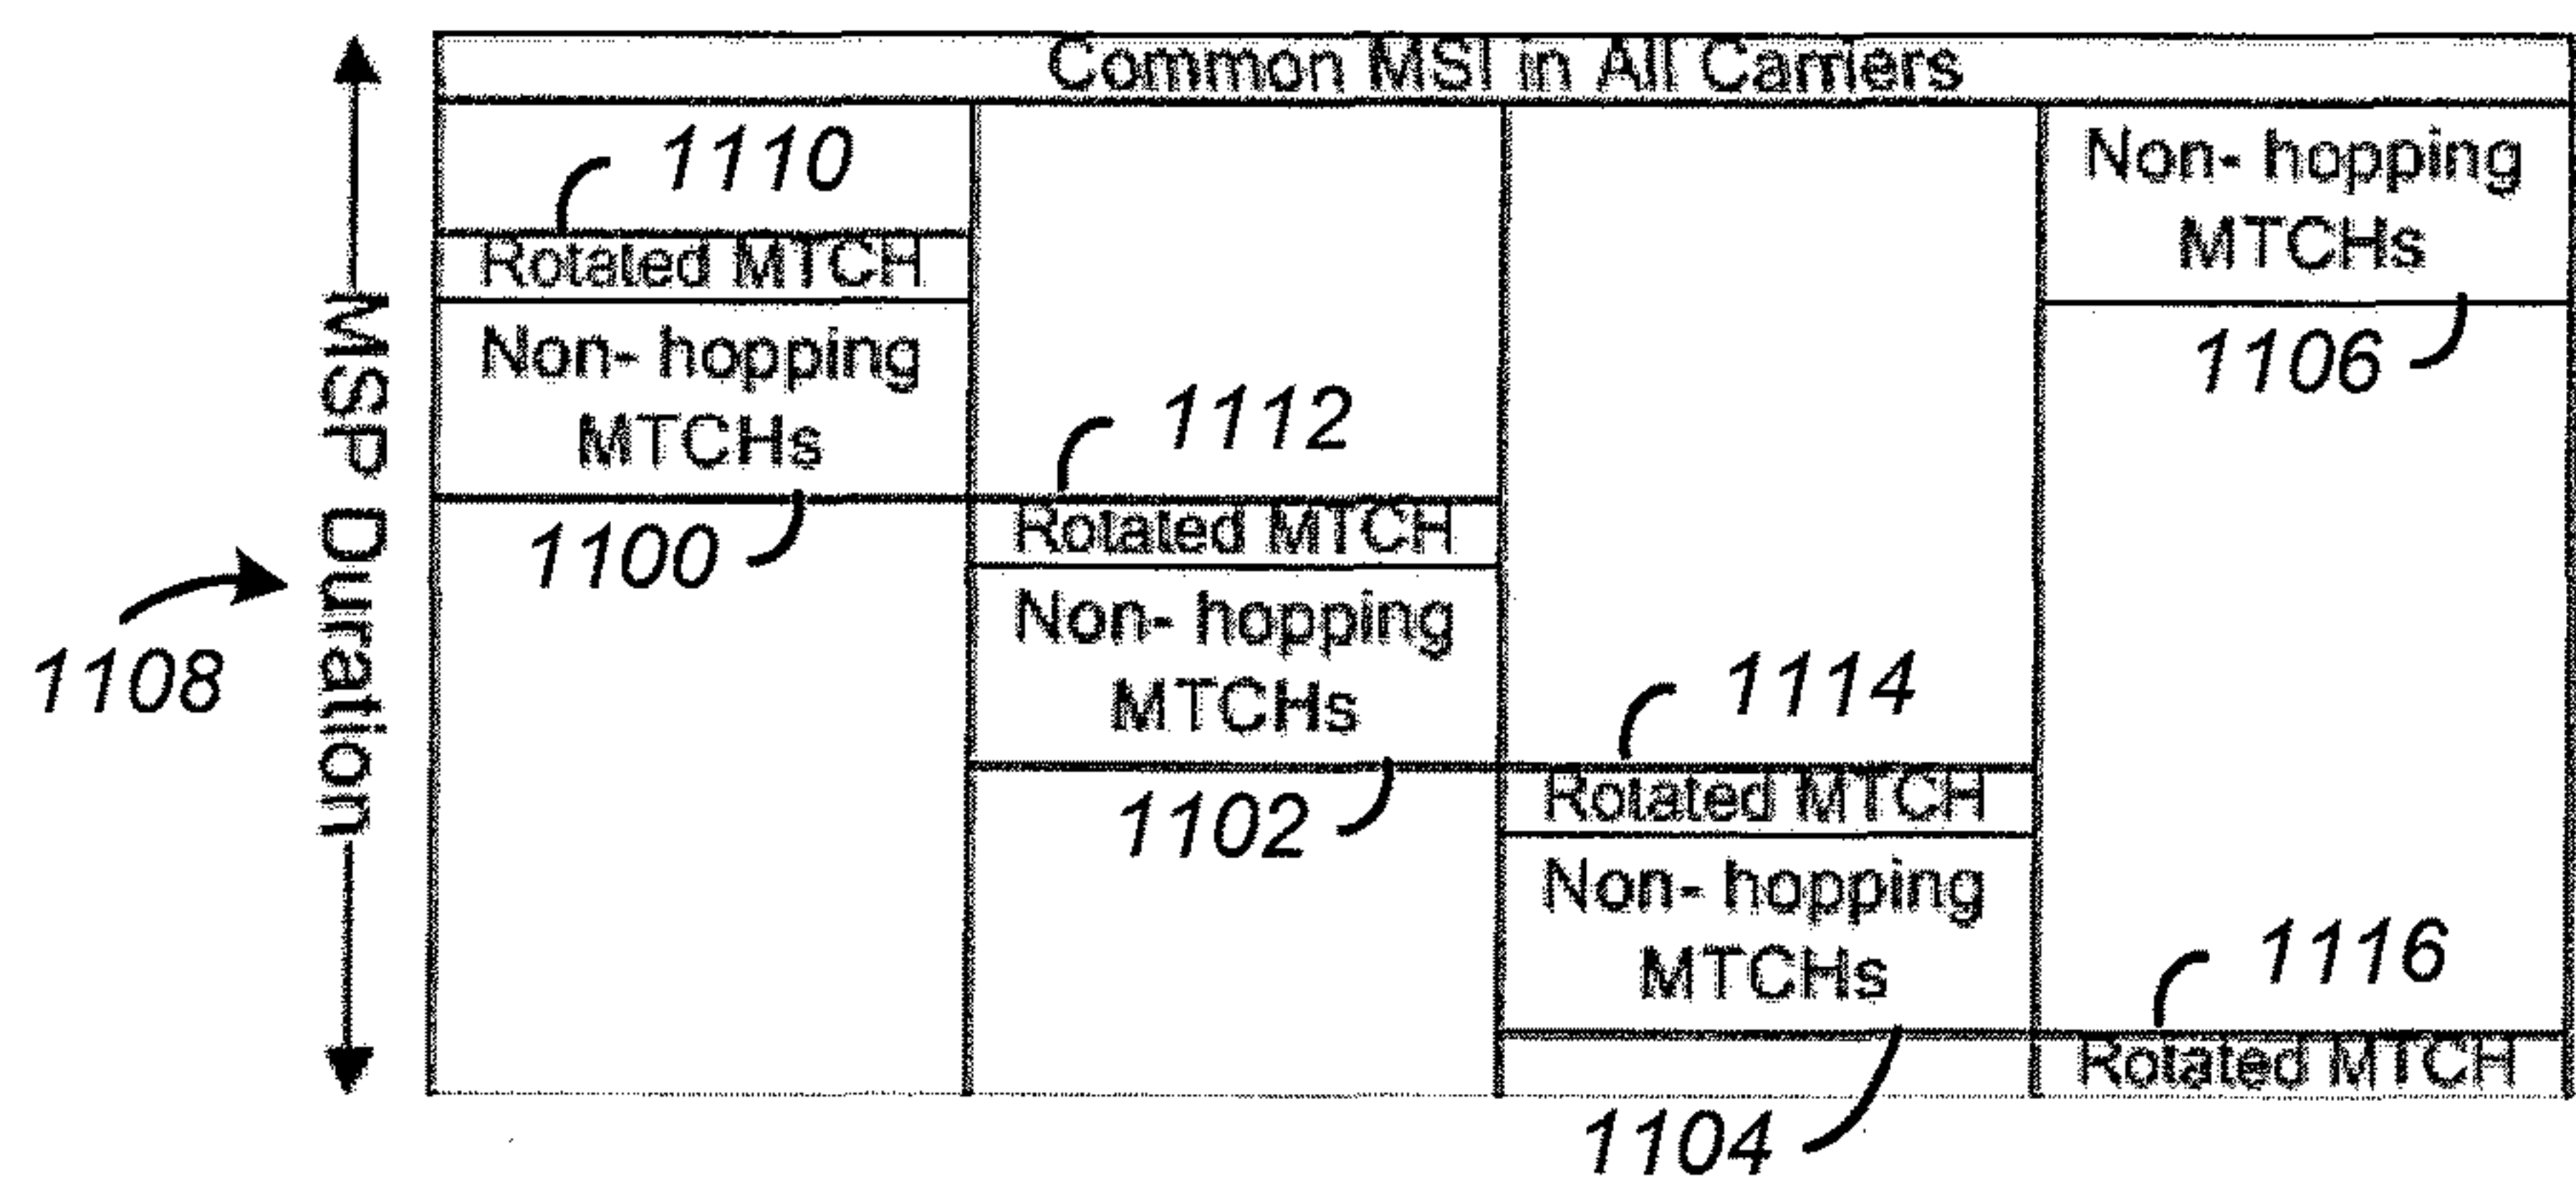 Common MSI in All Carriers
1110
Rotated MTCH
Non- hopping
MTCHs
1100
1112
Rotated MTCH
Non- hopping
MTCHs
1102
1114
Rotated MTCH
Non- hopping
MTCHs
1104
Non- hopping
MTCHs
1106
1116
Rotated MTCH
MSP Duration
1108